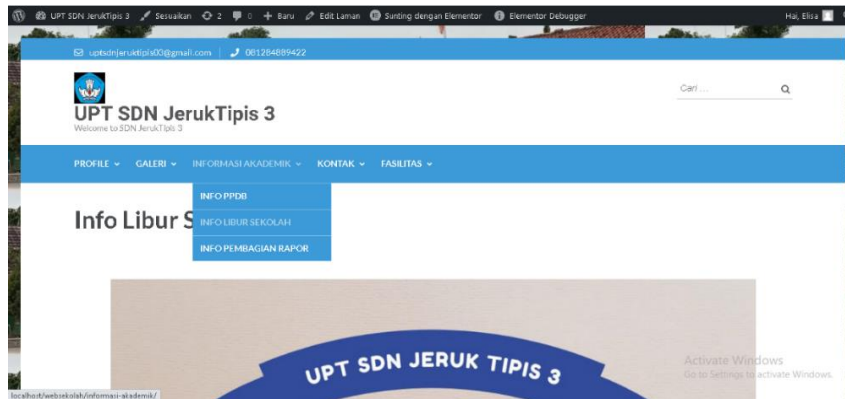 UPT SDN JerukTipis 3 Sesuaikan 2 0 + Baru Edit Laman Sunting dengan Elementor Elementor Debugger Hai, Elisa
uptsdnjeruktipis00@gmail.com | 081284889422
UPT SDN JerukTipis 3
Welcome to SDN JerukTipis 3
Cari ...
PROFILE GALERI INFORMASI AKADEMIK KONTAK FASILITAS
INFO PPDB
Info Libur S
INFO LIBUR SEKOLAH
INFO PEMBAGIAN RAPOR
UPT SDN JERUK TIPIS 3
Activate Windows
Go to Settings to activate Windows.
localhost/websekolah/informasi-akademik/